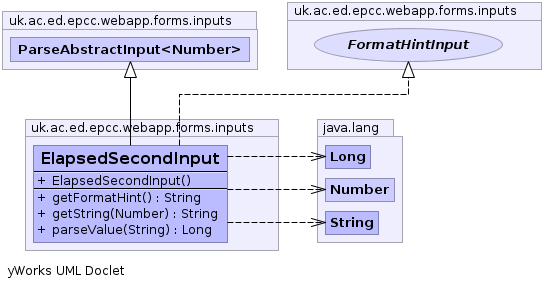 uk.ac.ed.epcc.webapp.forms.inputs
ParseAbstractInput<Number>
uk.ac.ed.epcc.webapp.forms.inputs
FormatHintInput
uk.ac.ed.epcc.webapp.forms.inputs
ElapsedSecondInput
+ ElapsedSecondInput()
+ getFormatHint() : String
+ getString(Number) : String
+ parseValue(String) : Long
java.lang
Long
Number
String
yWorks UML Doclet